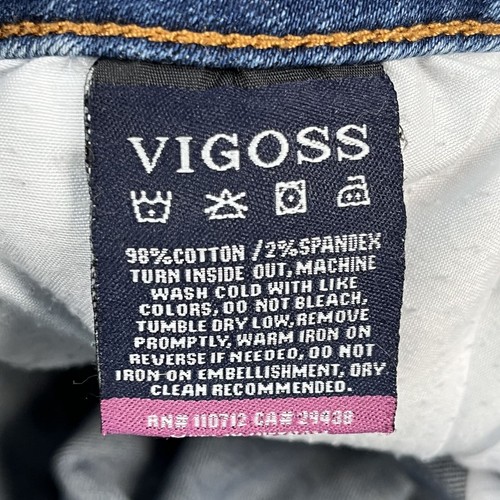 VIGOSS
98%COTTON /2%SPANDEX
TURN INSIDE OUT, MACHINE
WASH COLD WITH LIKE
COLORS, DO NOT BLEACH,
TUMBLE DRY LOW, REMOVE
PROMPTLY, WARM IRON ON
REVERSE IF NEEDED, DO NOT
IRON ON EMBELLISHMENT, DRY
CLEAN RECOMMENDED.
RN# 110712 CA# 29438